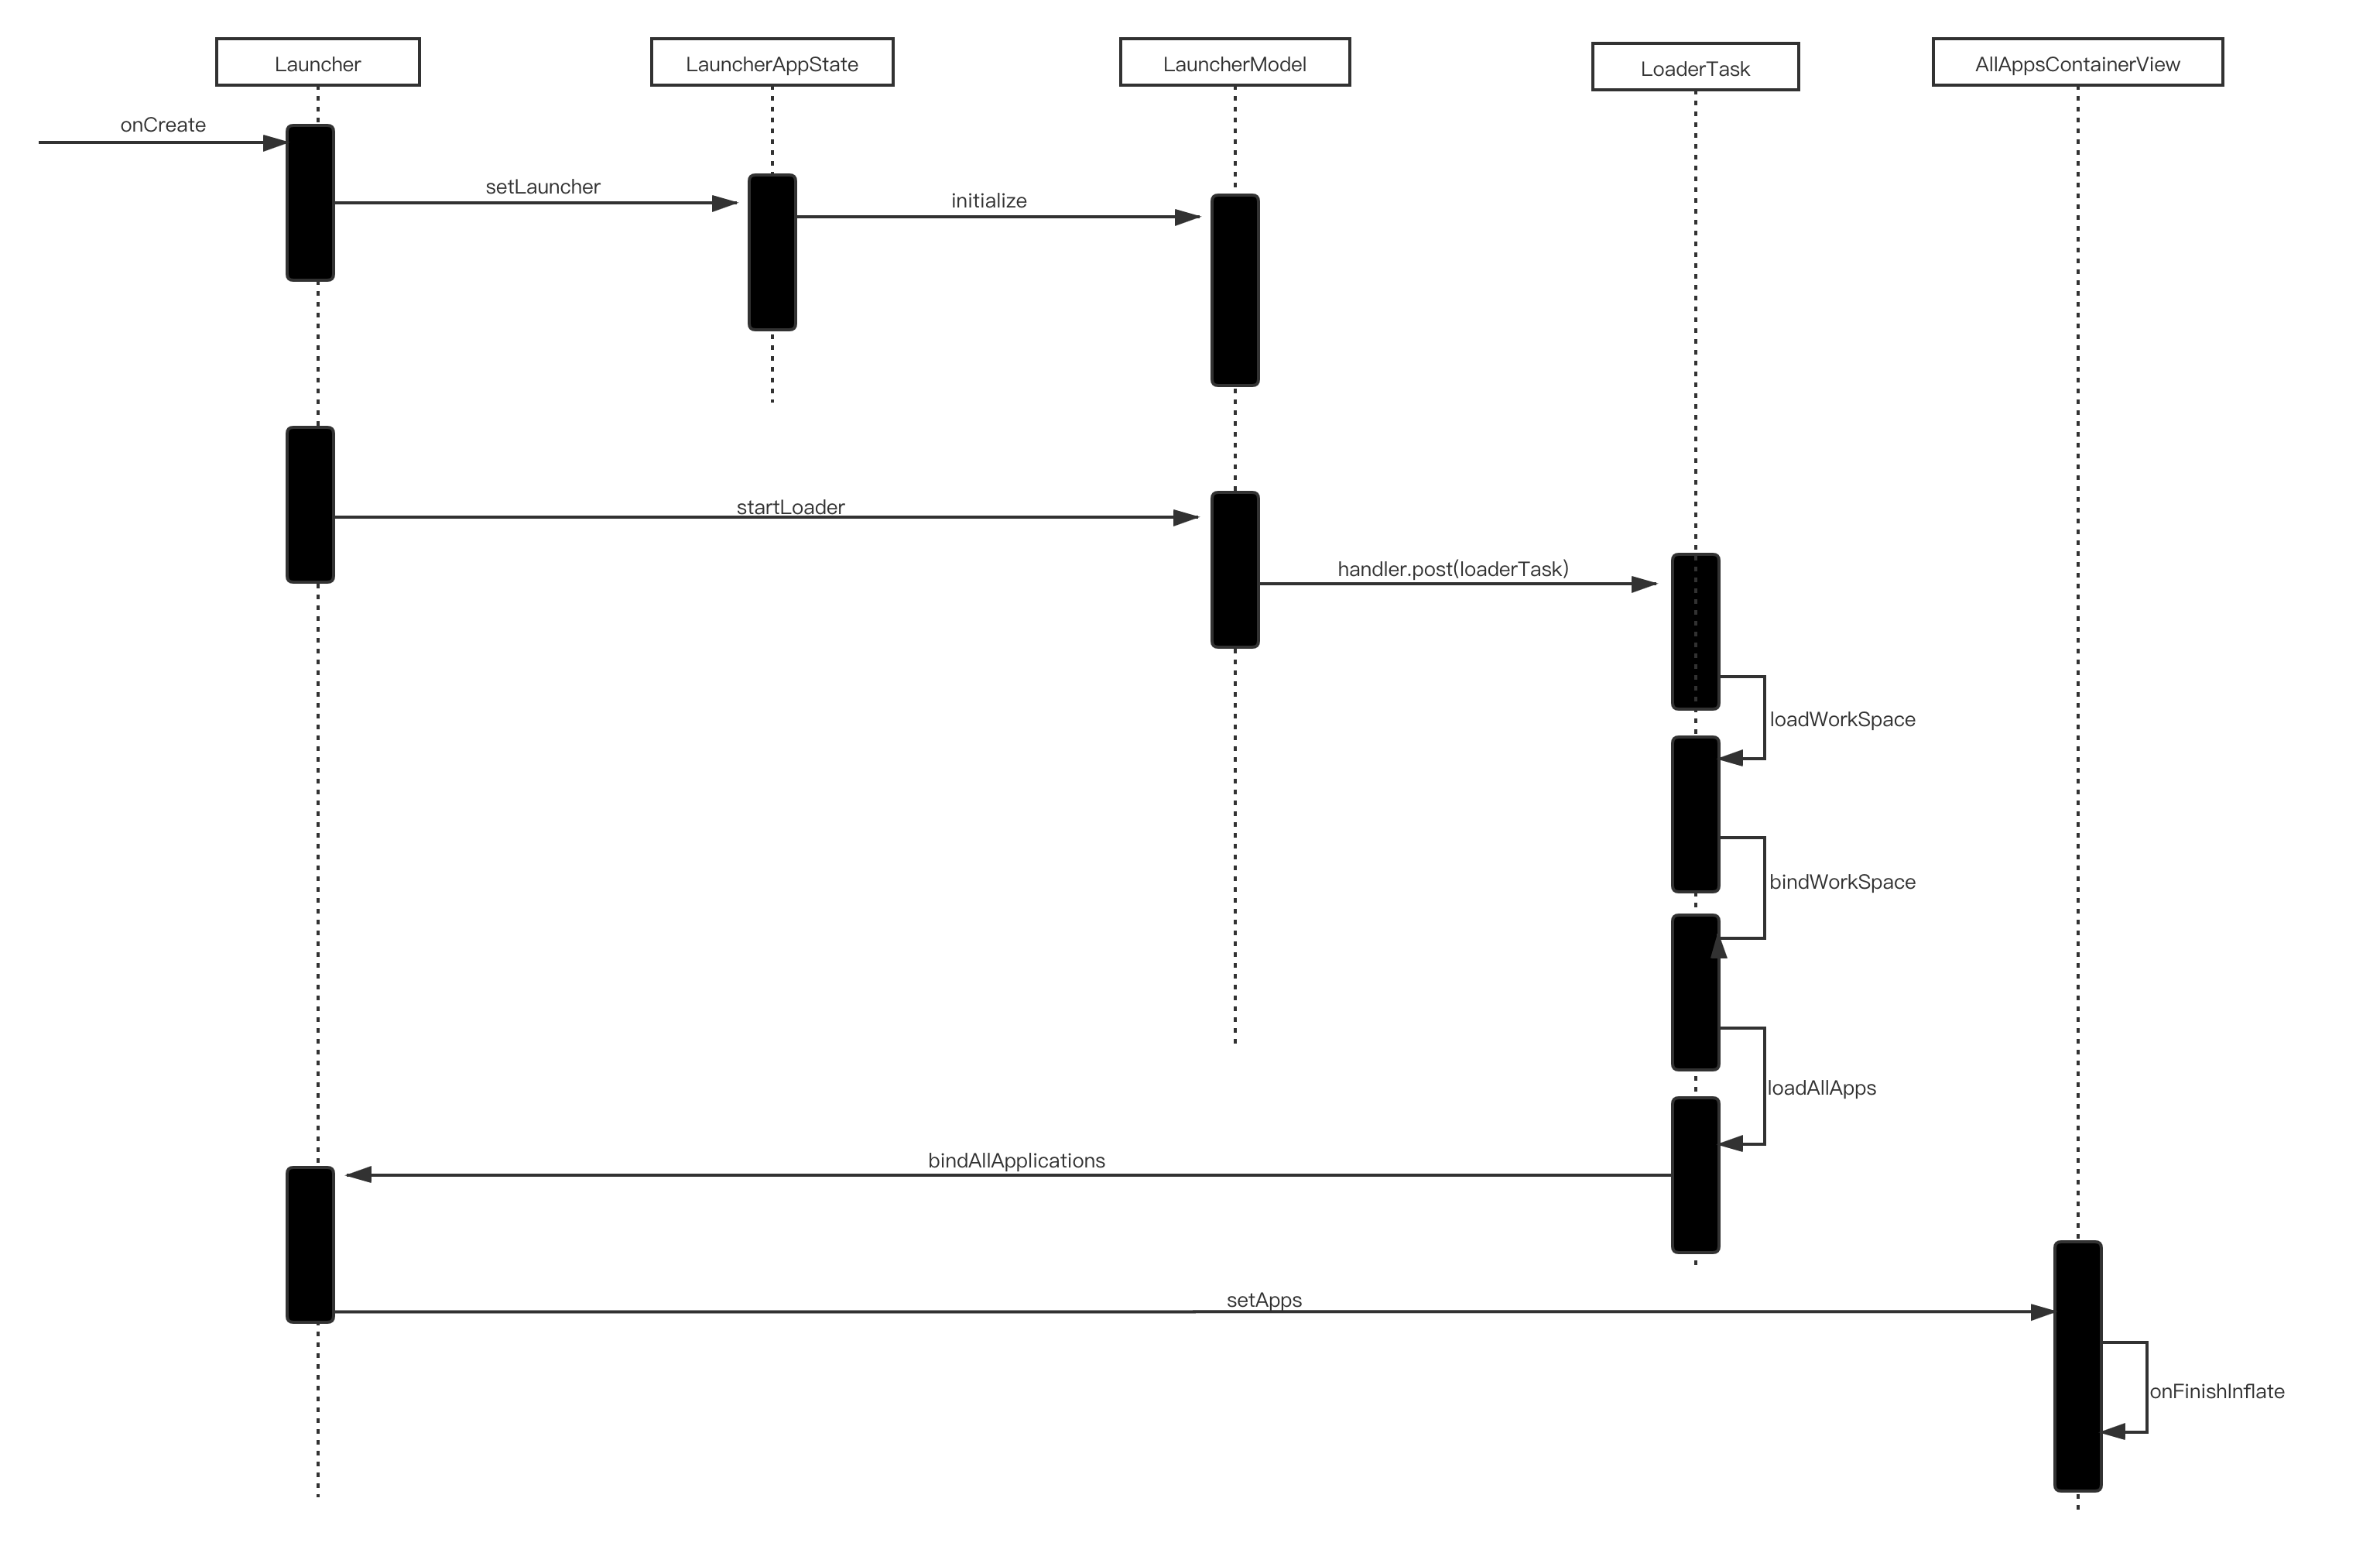 Launcher
LauncherAppState
LauncherModel
LoaderTask
AllAppsContainerView
onCreate
setLauncher
initialize
startLoader
handler.post(loaderTask)
loadWorkSpace
bindWorkSpace
loadAllApps
bindAllApplications
setApps
onFinishInflate